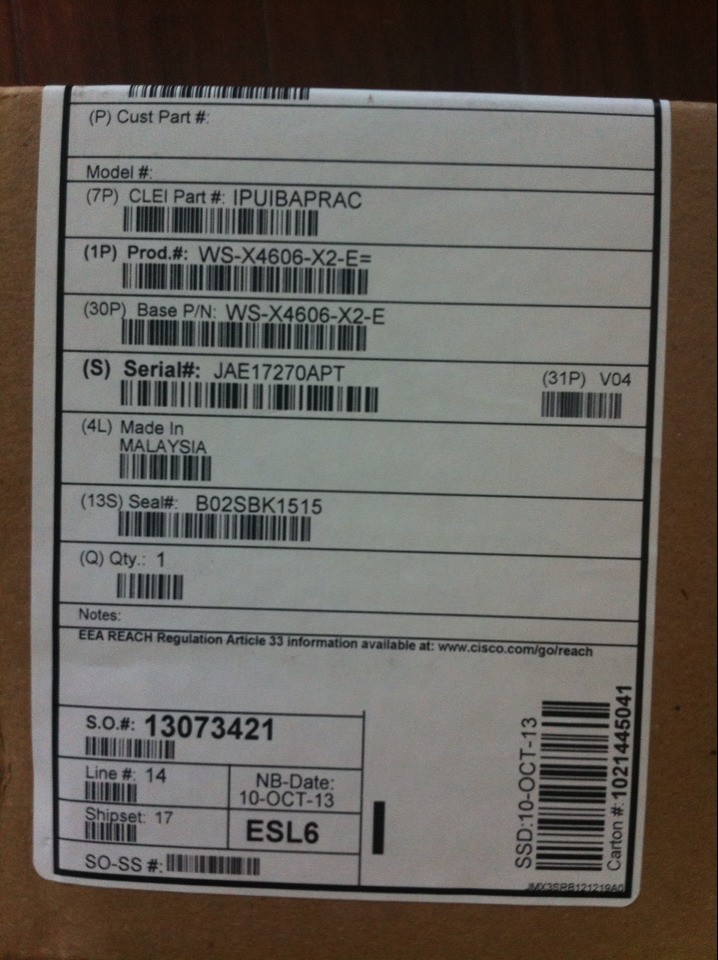 (P) Cust Part #:
Model #:
(7P) CLEI Part #: IPUIBAPRAC
(1P) Prod.#: WS-X4606-X2-E=
(30P) Base P/N: WS-X4606-X2-E
(S) Serial#: JAE17270APT
(31P) V04
(4L) Made In
MALAYSIA
(13S) Seal#: B02SBK1515
(Q) Qty.: 1
Notes:
EEA REACH Regulation Article 33 information available at: www.cisco.com/go/reach
S.O.#: 13073421
Line #: 14
NB-Date:
10-OCT-13
Shipset: 17
ESL6
SO-SS #:
SSD:10-OCT-13
Carton #:1021445041